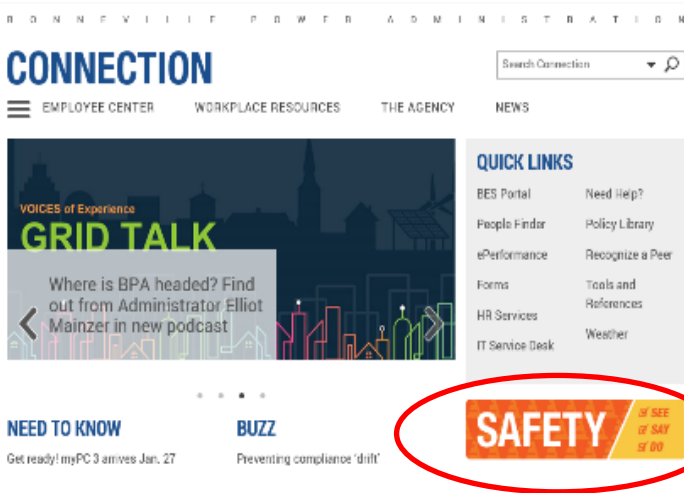 BONNEVILLE POWER ADMINISTRATION
CONNECTION
Search Connection
EMPLOYEE CENTER WORKPLACE RESOURCES THE AGENCY NEWS
VOICES of Experience
GRID TALK
Where is BPA headed? Find
out from Administrator Elliot
Mainzer in new podcast
QUICK LINKS
BES Portal
People Finder
ePerformance
Forms
HR Services
IT Service Desk
Need Help?
Policy Library
Recognize a Peer
Tools and
References
Weather
NEED TO KNOW
Get ready! myPC 3 arrives Jan. 27
BUZZ
Preventing compliance 'drift'
SAFETY
SEE
SAY
DO